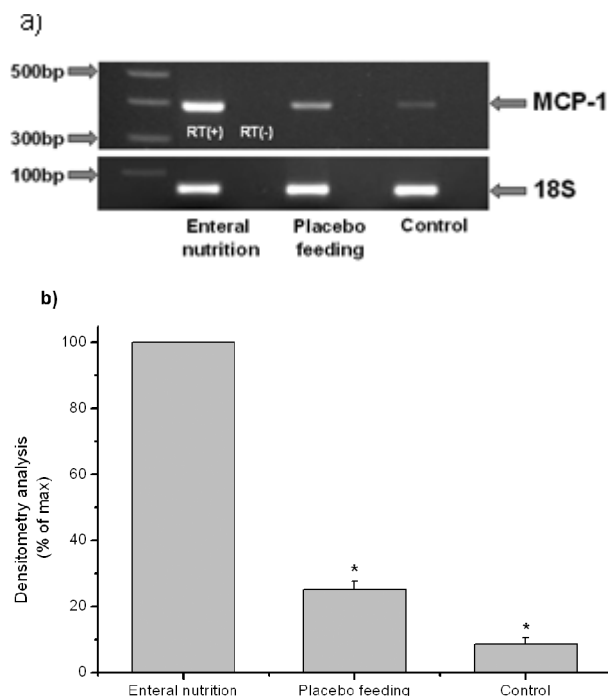 a)
500bp
MCP-1
300bp
RT(+) RT(-)
100bp
18S
Enteral nutrition
Placebo feeding
Control
b)
100
80
60
40
20
0
Densitometry analysis
(% of max)
*
*
Enteral nutrition
Placebo feeding
Control